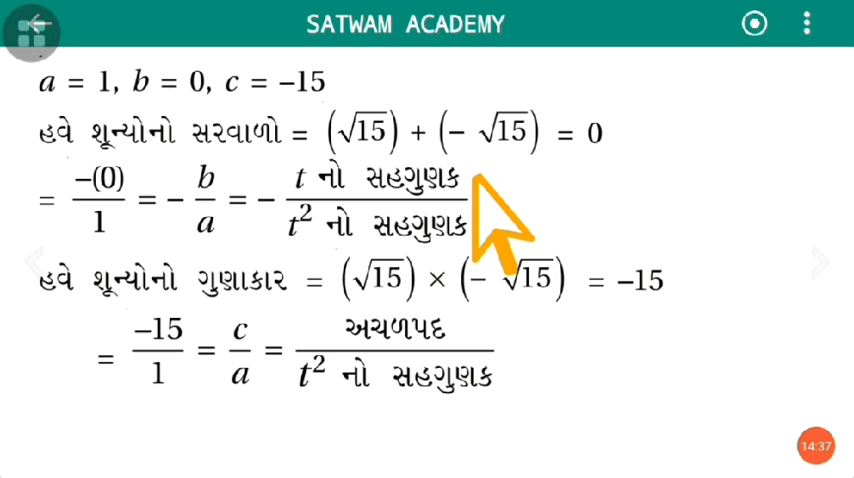 SATWAM ACADEMY
a = 1, b = 0, c = –15
હવે શૂન્યોનો સરવાળો = (√15) + (– √15) = 0
= –(0)/1 = – b/a = – t નો સહગુણક / t² નો સહગુણક
હવે શૂન્યોનો ગુણાકાર = (√15) × (– √15) = –15
= –15/1 = c/a = અચળપદ / t² નો સહગુણક
14:37